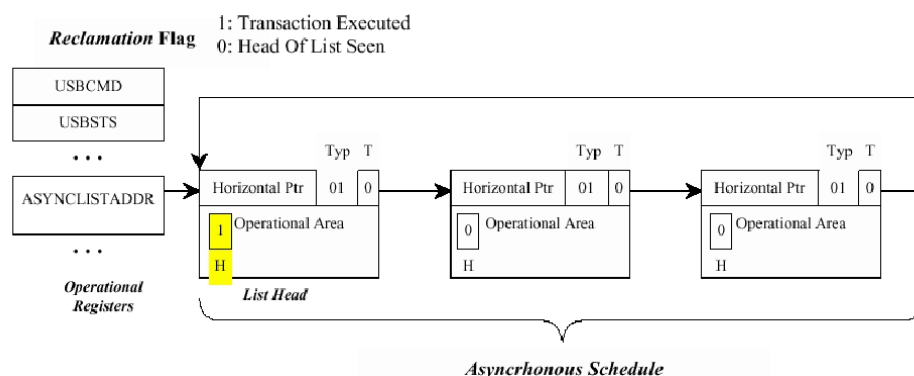 Reclamation Flag
1: Transaction Executed
0: Head Of List Seen
USBCMD
USBSTS
• • •
ASYNCLISTADDR
• • •
Operational
Registers
Typ T
Horizontal Ptr 01 0
1 Operational Area
H
List Head
Typ T
Horizontal Ptr 01 0
0 Operational Area
H
Typ T
Horizontal Ptr 01 0
0 Operational Area
H
Asyncrhonous Schedule